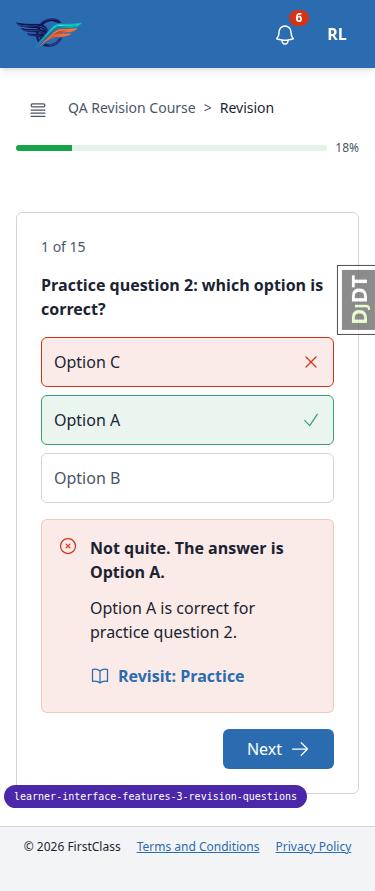 6
RL
QA Revision Course > Revision
18%
1 of 15
Practice question 2: which option is
correct?
DJDT
Option C
Option A
Option B
Not quite. The answer is
Option A.
Option A is correct for
practice question 2.
Revisit: Practice
Next
learner-interface-features-3-revision-questions
© 2026 FirstClass Terms and Conditions Privacy Policy